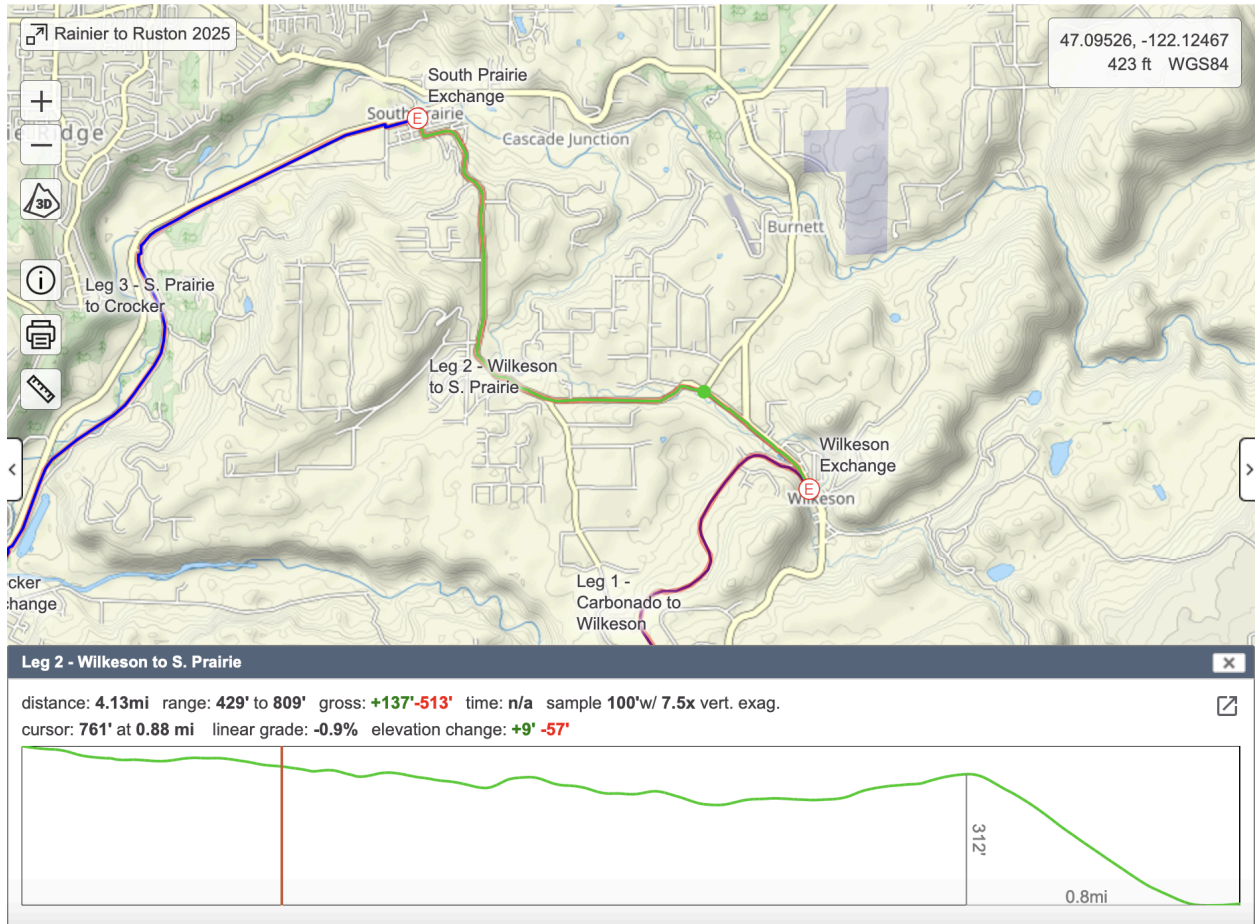 Rainier to Ruston 2025
47.09526, -122.12467
423 ft WGS84
South Prairie
Exchange
E
Cascade Junction
3D
Burnett
Leg 3 - S. Prairie
to Crocker
Leg 2 - Wilkeson
to S. Prairie
Wilkeson
Exchange
E
Wilkeson
Leg 1 -
Carbonado to
Wilkeson
cker
change
Leg 2 - Wilkeson to S. Prairie
distance: 4.13mi range: 429' to 809' gross: +137'-513' time: n/a sample 100'w/ 7.5x vert. exag.
cursor: 761' at 0.88 mi linear grade: -0.9% elevation change: +9' -57'
312'
0.8mi